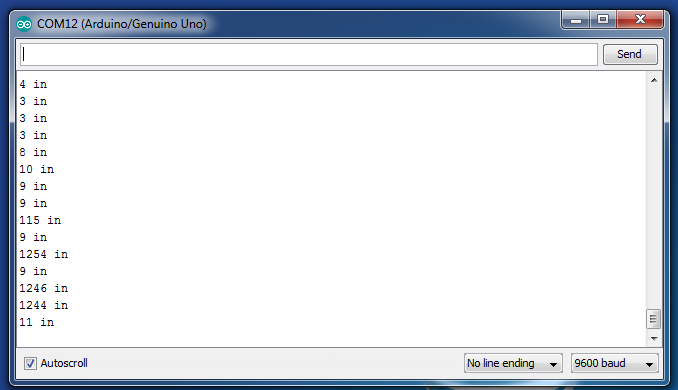 COM12 (Arduino/Genuino Uno)
Send
4 in
3 in
3 in
3 in
8 in
10 in
9 in
9 in
115 in
9 in
1254 in
9 in
1246 in
1244 in
11 in
Autoscroll No line ending 9600 baud